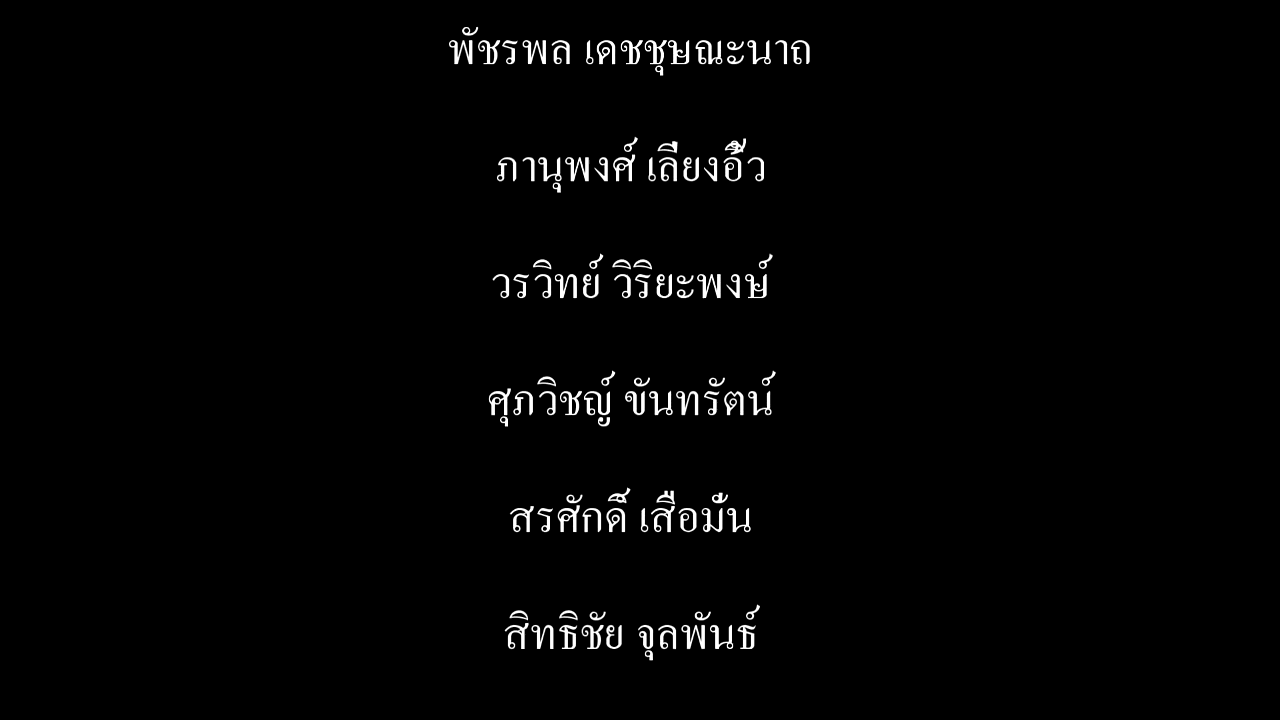 พัชรพล เดชชุษณะนาถ
ภานุพงศ์ เลี่ยงอิ๊ว
วรวิทย์ วิริยะพงษ์
ศุภวิชญ์ ขันทรัตน์
สรศักดิ์ เสือมั่น
สิทธิชัย จุลพันธ์